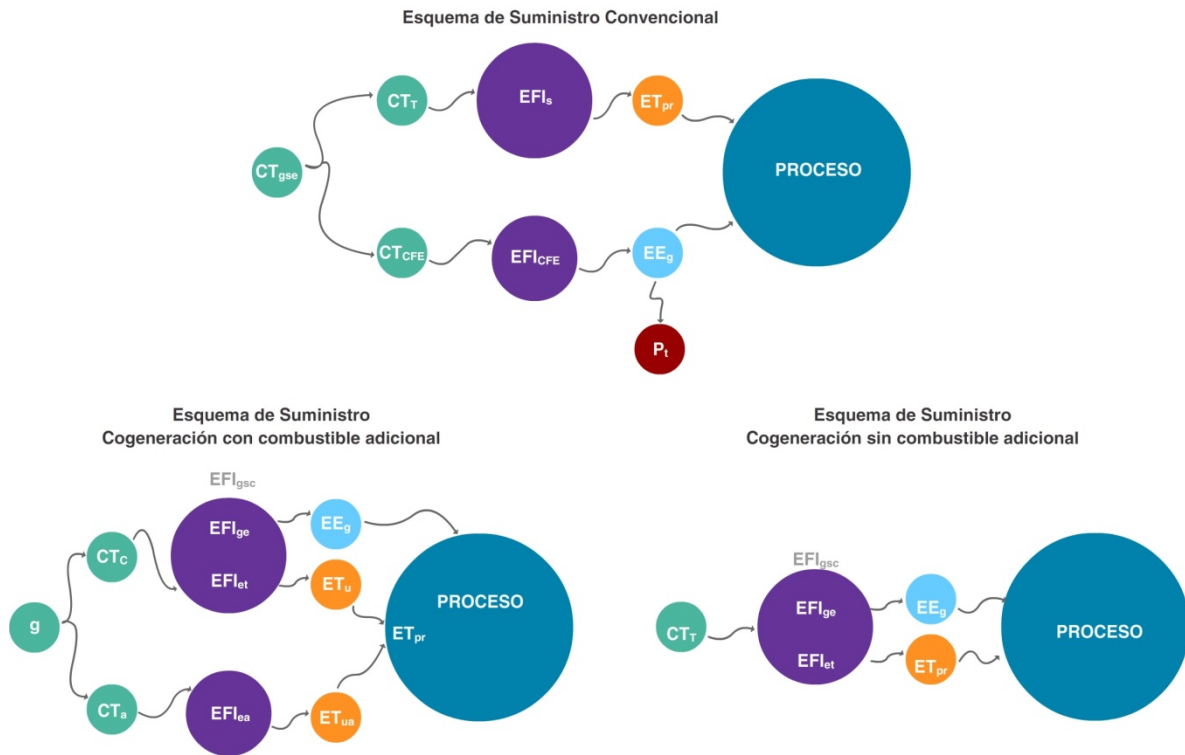 Esquema de Suministro Convencional
CT_T
EFI_s
ET_pr
CT_gse
PROCESO
CT_CFE
EFI_CFE
EE_g
P_t
Esquema de Suministro
Cogeneración con combustible adicional
EFI_gsc
EFI_ge
EE_g
CT_C
EFI_et
ET_u
PROCESO
g
ET_pr
CT_a
EFI_ea
ET_ua
Esquema de Suministro
Cogeneración sin combustible adicional
EFI_gsc
EFI_ge
EE_g
CT_T
PROCESO
EFI_et
ET_pr